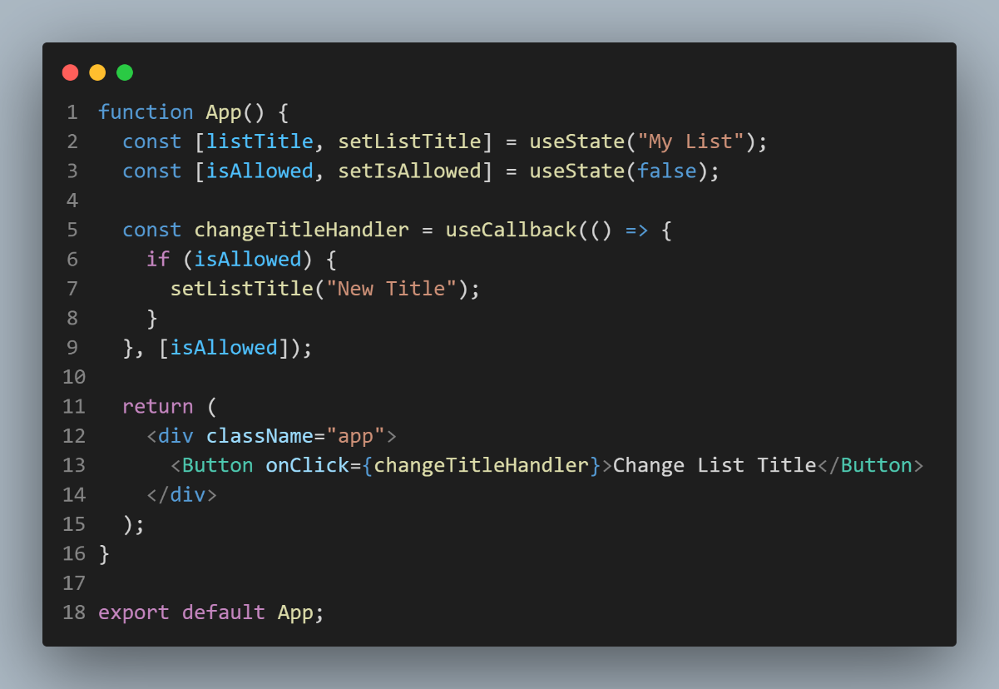 1 function App() {
2   const [listTitle, setListTitle] = useState("My List");
3   const [isAllowed, setIsAllowed] = useState(false);
4
5   const changeTitleHandler = useCallback(() => {
6     if (isAllowed) {
7       setListTitle("New Title");
8     }
9   }, [isAllowed]);
10
11   return (
12     <div className="app">
13       <Button onClick={changeTitleHandler}>Change List Title</Button>
14     </div>
15   );
16 }
17
18 export default App;